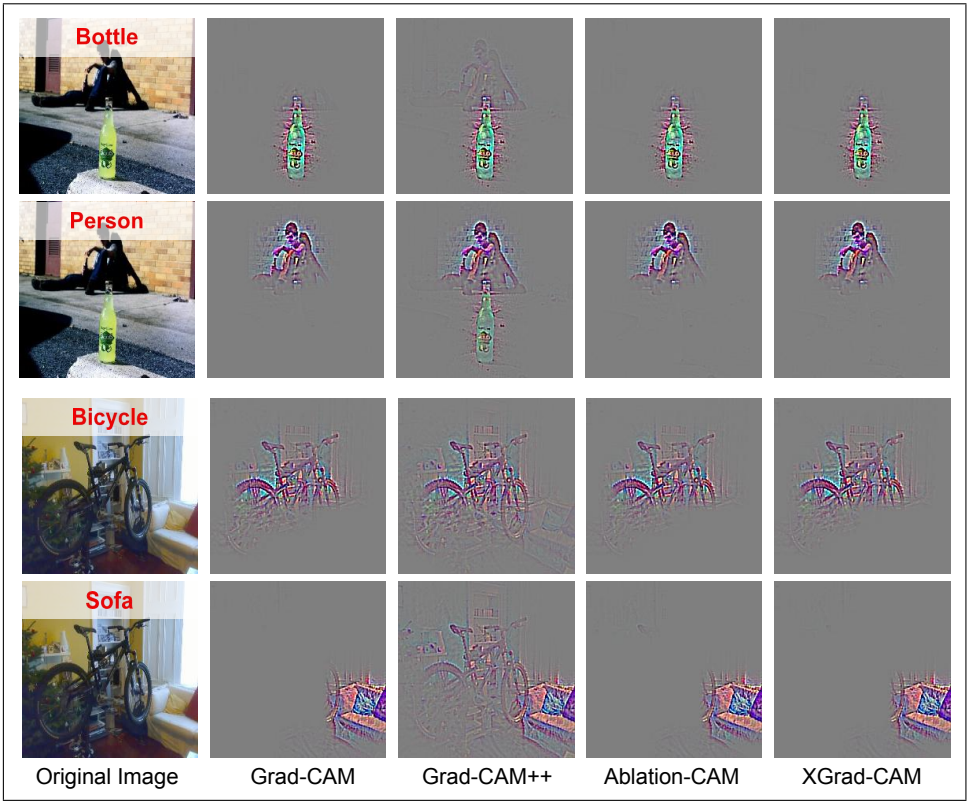 Bottle
Person
Bicycle
Sofa
Original Image Grad-CAM Grad-CAM++ Ablation-CAM XGrad-CAM